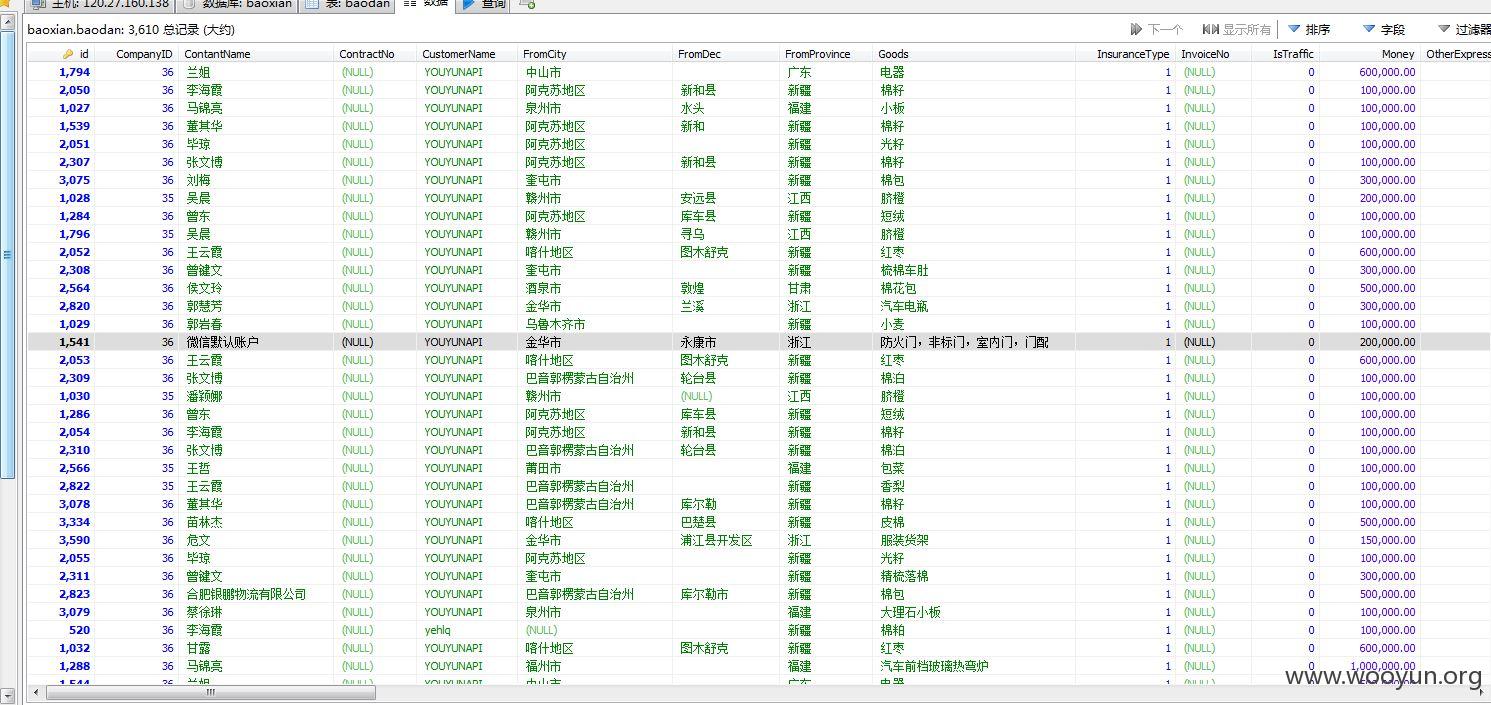 主机: 120.27.160.138 数据库: baoxian 表: baodan 数据 查询
baoxian.baodan: 3,610 总记录 (大约) 下一个 显示所有 排序 字段 过滤器
id CompanyID ContantName ContractNo CustomerName FromCity FromDec FromProvince Goods InsuranceType InvoiceNo IsTraffic Money OtherExpress
1,794 36 兰姐 (NULL) YOUYUNAPI 中山市 广东 电器 1 (NULL) 0 600,000.00
2,050 36 李海霞 (NULL) YOUYUNAPI 阿克苏地区 新和县 新疆 棉籽 1 (NULL) 0 100,000.00
1,027 36 马锦亮 (NULL) YOUYUNAPI 泉州市 水头 福建 小板 1 (NULL) 0 100,000.00
1,539 36 董其华 (NULL) YOUYUNAPI 阿克苏地区 新和 新疆 棉籽 1 (NULL) 0 100,000.00
2,051 36 毕琼 (NULL) YOUYUNAPI 阿克苏地区 新疆 光籽 1 (NULL) 0 100,000.00
2,307 36 张文博 (NULL) YOUYUNAPI 阿克苏地区 新和县 新疆 棉籽 1 (NULL) 0 100,000.00
3,075 36 刘梅 (NULL) YOUYUNAPI 奎屯市 新疆 棉包 1 (NULL) 0 300,000.00
1,028 35 吴晨 (NULL) YOUYUNAPI 赣州市 安远县 江西 脐橙 1 (NULL) 0 200,000.00
1,284 36 曾东 (NULL) YOUYUNAPI 阿克苏地区 库车县 新疆 短绒 1 (NULL) 0 100,000.00
1,796 35 吴晨 (NULL) YOUYUNAPI 赣州市 寻乌 江西 脐橙 1 (NULL) 0 100,000.00
2,052 36 王云霞 (NULL) YOUYUNAPI 喀什地区 图木舒克 新疆 红枣 1 (NULL) 0 600,000.00
2,308 36 曾键文 (NULL) YOUYUNAPI 奎屯市 新疆 梳棉车肚 1 (NULL) 0 300,000.00
2,564 36 侯文玲 (NULL) YOUYUNAPI 酒泉市 敦煌 甘肃 棉花包 1 (NULL) 0 500,000.00
2,820 36 郭慧芳 (NULL) YOUYUNAPI 金华市 兰溪 浙江 汽车电瓶 1 (NULL) 0 300,000.00
1,029 36 郭岩春 (NULL) YOUYUNAPI 乌鲁木齐市 新疆 小麦 1 (NULL) 0 100,000.00
1,541 36 微信默认账户 (NULL) YOUYUNAPI 金华市 永康市 浙江 防火门，非标门，室内门，门配 1 (NULL) 0 200,000.00
2,053 36 王云霞 (NULL) YOUYUNAPI 喀什地区 图木舒克 新疆 红枣 1 (NULL) 0 600,000.00
2,309 36 张文博 (NULL) YOUYUNAPI 巴音郭楞蒙古自治州 轮台县 新疆 棉泊 1 (NULL) 0 100,000.00
1,030 35 潘颖娜 (NULL) YOUYUNAPI 赣州市 (NULL) 江西 脐橙 1 (NULL) 0 100,000.00
1,286 36 曾东 (NULL) YOUYUNAPI 阿克苏地区 库车县 新疆 短绒 1 (NULL) 0 100,000.00
2,054 36 李海霞 (NULL) YOUYUNAPI 阿克苏地区 新和县 新疆 棉籽 1 (NULL) 0 100,000.00
2,310 36 张文博 (NULL) YOUYUNAPI 巴音郭楞蒙古自治州 轮台县 新疆 棉泊 1 (NULL) 0 100,000.00
2,566 35 王哲 (NULL) YOUYUNAPI 莆田市 福建 包菜 1 (NULL) 0 100,000.00
2,822 35 王云霞 (NULL) YOUYUNAPI 巴音郭楞蒙古自治州 新疆 香梨 1 (NULL) 0 100,000.00
3,078 36 董其华 (NULL) YOUYUNAPI 巴音郭楞蒙古自治州 库尔勒 新疆 棉籽 1 (NULL) 0 100,000.00
3,334 36 苗林杰 (NULL) YOUYUNAPI 喀什地区 巴楚县 新疆 皮棉 1 (NULL) 0 500,000.00
3,590 36 危文 (NULL) YOUYUNAPI 金华市 浦江县开发区 浙江 服装货架 1 (NULL) 0 150,000.00
2,055 36 毕琼 (NULL) YOUYUNAPI 阿克苏地区 新疆 光籽 1 (NULL) 0 100,000.00
2,311 36 曾键文 (NULL) YOUYUNAPI 奎屯市 新疆 精梳落棉 1 (NULL) 0 300,000.00
2,823 36 合肥银鹏物流有限公司 (NULL) YOUYUNAPI 巴音郭楞蒙古自治州 库尔勒市 新疆 棉包 1 (NULL) 0 500,000.00
3,079 36 蔡徐琳 (NULL) YOUYUNAPI 泉州市 福建 大理石小板 1 (NULL) 0 100,000.00
520 36 李海霞 (NULL) yehlq (NULL) 新疆 棉粕 1 (NULL) 0 100,000.00
1,032 36 甘露 (NULL) YOUYUNAPI 喀什地区 图木舒克 新疆 红枣 1 (NULL) 0 600,000.00
1,288 36 马锦亮 (NULL) YOUYUNAPI 福州市 福建 汽车前档玻璃热弯炉 1 (NULL) 0 1,000,000.00
1,544 36 兰姐 (NULL) YOUYUNAPI 中山市 广东 电器 1 (NULL) 0
www.wooyun.org